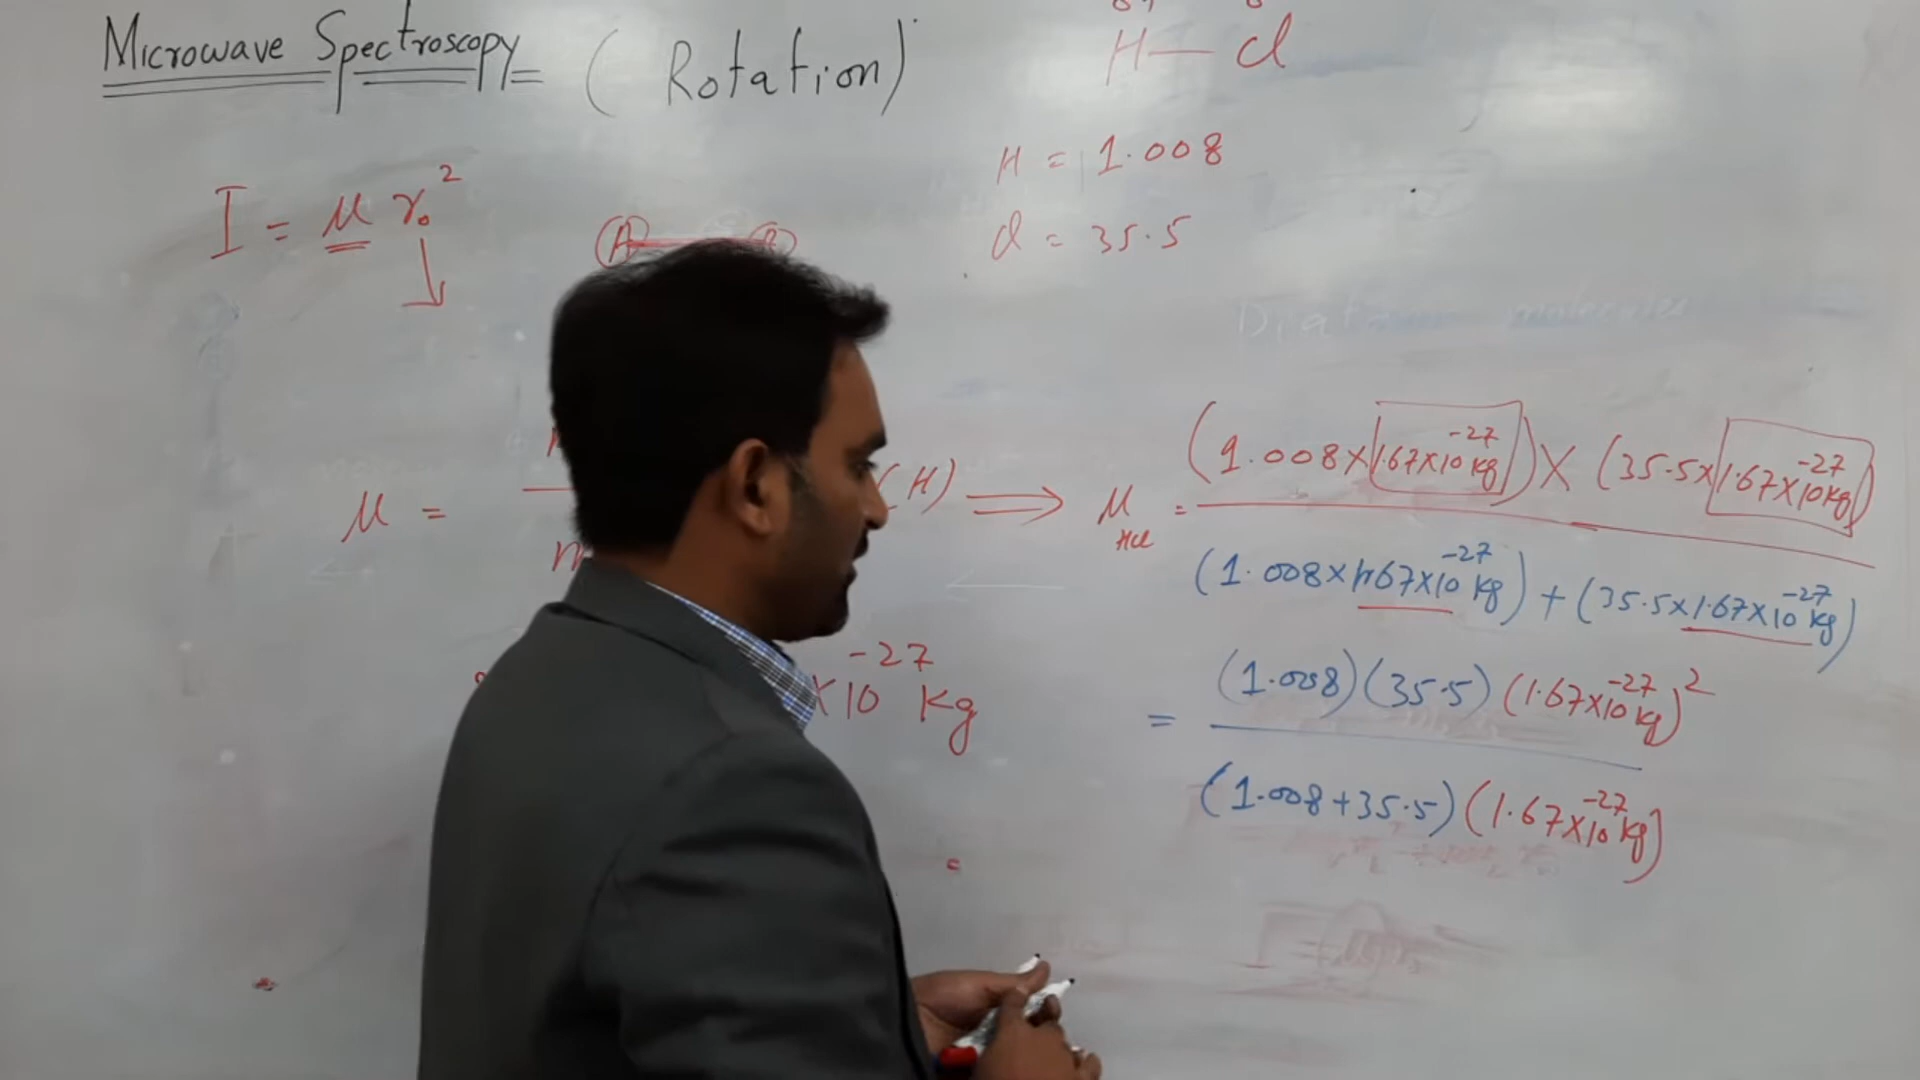 Microwave Spectroscopy (Rotation)
H — Cl
H = 1.008
Cl = 35.5
I = μ r₀²
A
μ =
m
(H) ⟹ μ HCl = (1.008×1.67×10⁻²⁷ kg) × (35.5×1.67×10⁻²⁷ kg)
(1.008×1.67×10⁻²⁷ kg) + (35.5×1.67×10⁻²⁷ kg)
×10⁻²⁷ kg
= (1.008)(35.5)(1.67×10⁻²⁷ kg)²
(1.008+35.5)(1.67×10⁻²⁷ kg)
=